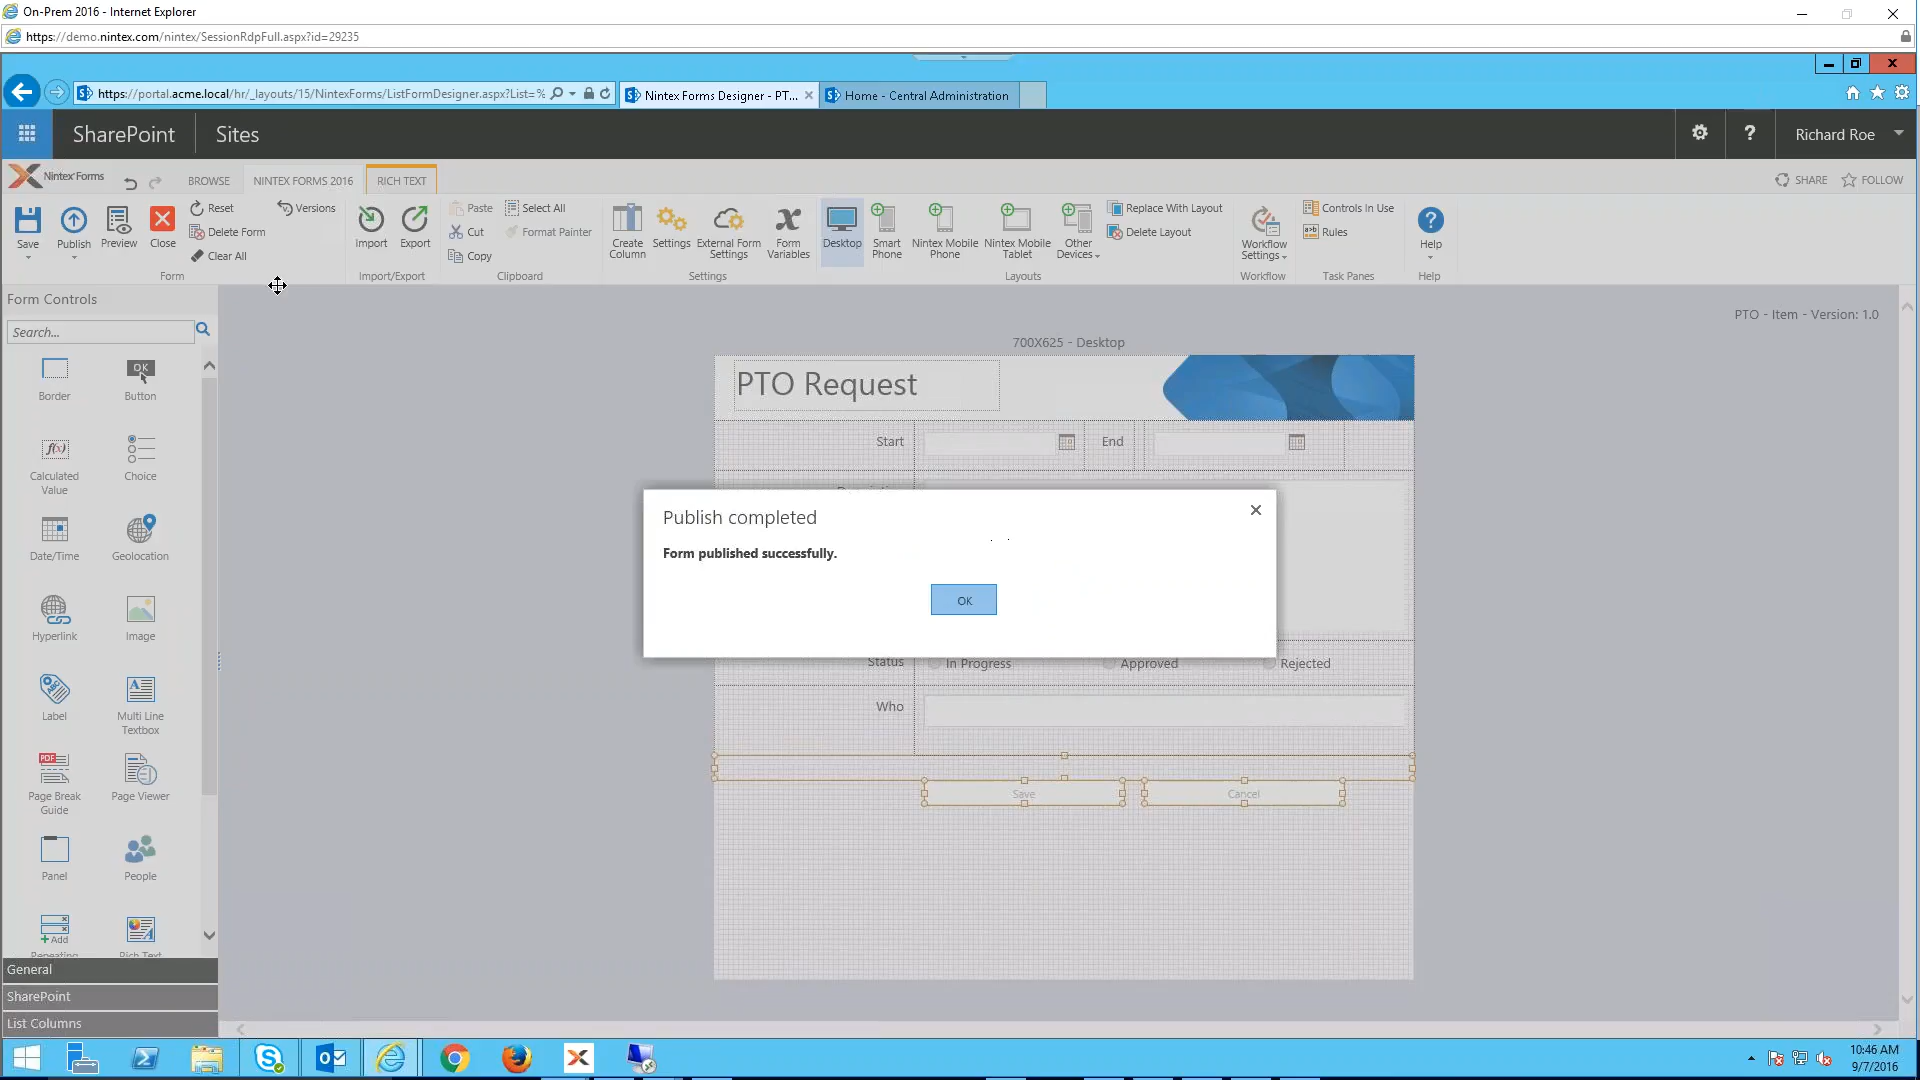 On-Prem 2016 - Internet Explorer
https://demo.nintex.com/nintex/SessionRdpFull.aspx?id=29235
https://portal.acme.local/hr/_layouts/15/NintexForms/ListFormDesigner.aspx?List=%
Nintex Forms Designer - PT...
Home - Central Administration
SharePoint
Sites
Richard Roe
Nintex Forms
BROWSE
NINTEX FORMS 2016
RICH TEXT
SHARE
FOLLOW
Save
Publish
Preview
Close
Reset
Delete Form
Clear All
Versions
Form
Import
Export
Import/Export
Paste
Cut
Copy
Select All
Format Painter
Clipboard
Create
Column
Settings
External Form
Settings
Form
Variables
Settings
Desktop
Smart
Phone
Nintex Mobile
Phone
Nintex Mobile
Tablet
Other
Devices
Replace With Layout
Delete Layout
Layouts
Workflow
Settings
Workflow
Controls in Use
Rules
Task Panes
Help
Help
Form Controls
Search...
Border
OK
Button
f(x)
Calculated
Value
Choice
Date/Time
Geolocation
Hyperlink
Image
ABC
Label
Multi Line
Textbox
PDF
Page Break
Guide
Page Viewer
Panel
People
Add
General
SharePoint
List Columns
PTO - Item - Version: 1.0
700X625 - Desktop
PTO Request
Start
End
Publish completed
Form published successfully.
OK
Status
In Progress
Approved
Rejected
Who
Save
Cancel
10:46 AM
9/7/2016